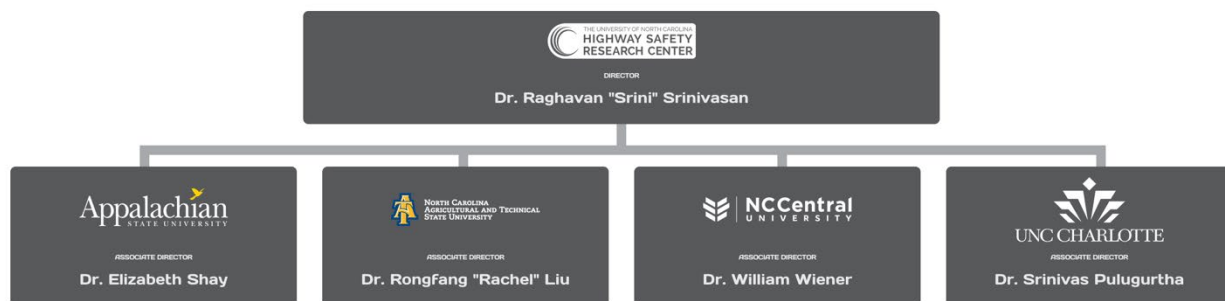 THE UNIVERSITY OF NORTH CAROLINA
HIGHWAY SAFETY
RESEARCH CENTER
DIRECTOR
Dr. Raghavan "Srini" Srinivasan
Appalachian
STATE UNIVERSITY
ASSOCIATE DIRECTOR
Dr. Elizabeth Shay
NORTH CAROLINA
AGRICULTURAL AND TECHNICAL
STATE UNIVERSITY
ASSOCIATE DIRECTOR
Dr. Rongfang "Rachel" Liu
NCCentral
UNIVERSITY
ASSOCIATE DIRECTOR
Dr. William Wiener
UNC CHARLOTTE
ASSOCIATE DIRECTOR
Dr. Srinivas Pulugurtha